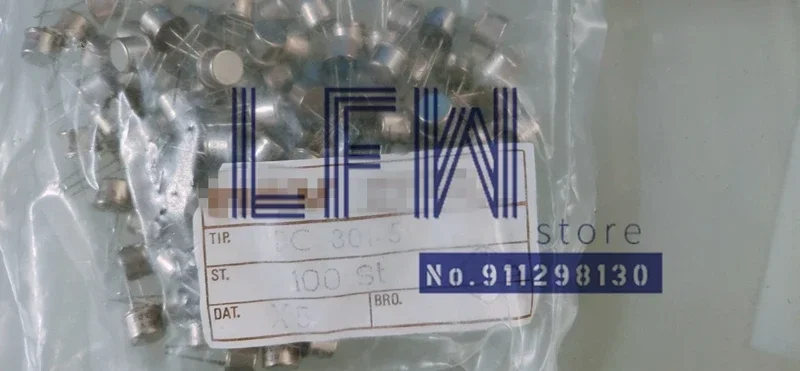 LFW
store
No.911298130
TIP.
ST. 100 St
DAT.
BRO.